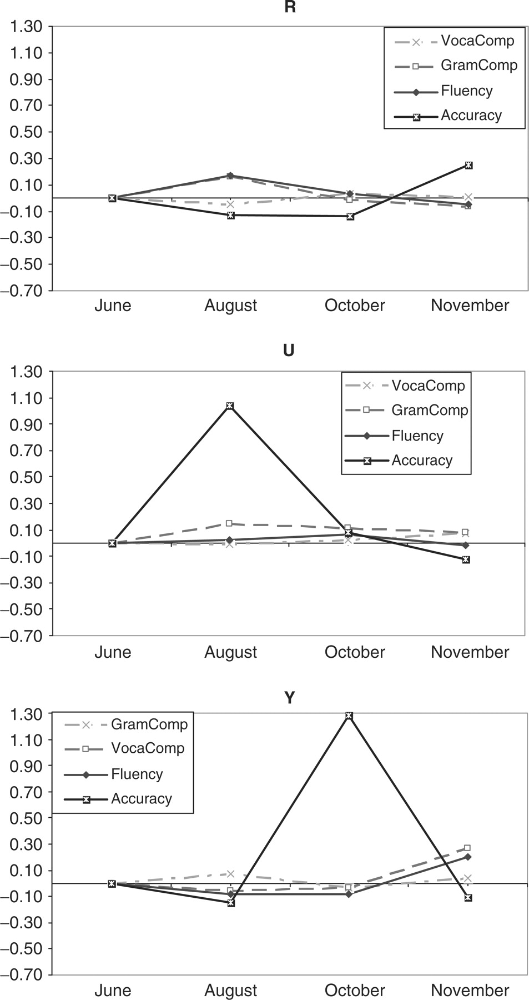 R
1.30
1.10
0.90
0.70
0.50
0.30
0.10
–0.10
–0.30
–0.50
–0.70
VocaComp
GramComp
Fluency
Accuracy
June August October November
U
1.30
1.10
0.90
0.70
0.50
0.30
0.10
–0.10
–0.30
–0.50
–0.70
VocaComp
GramComp
Fluency
Accuracy
June August October November
Y
1.30
1.10
0.90
0.70
0.50
0.30
0.10
–0.10
–0.30
–0.50
–0.70
GramComp
VocaComp
Fluency
Accuracy
June August October November